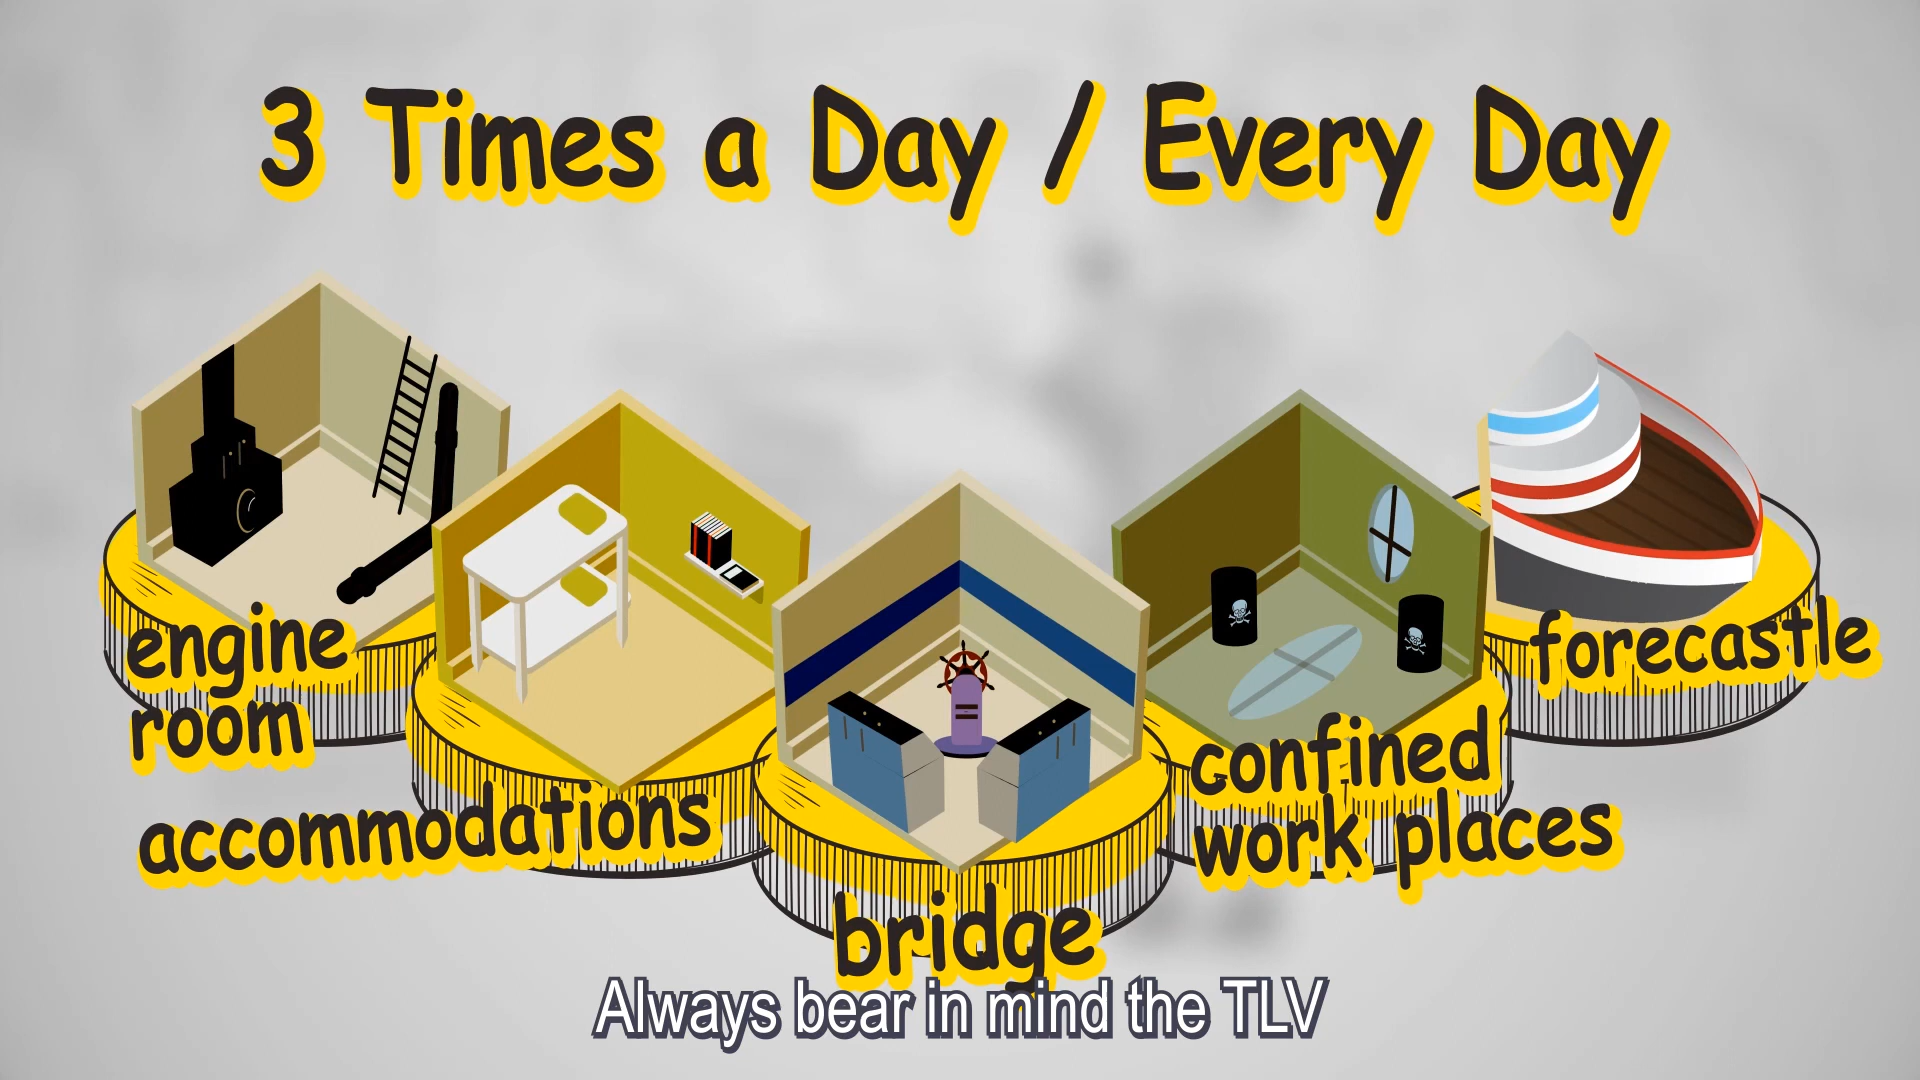 3 Times a Day / Every Day
engine
room
accommodations
bridge
confined
work places
forecastle
Always bear in mind the TLV